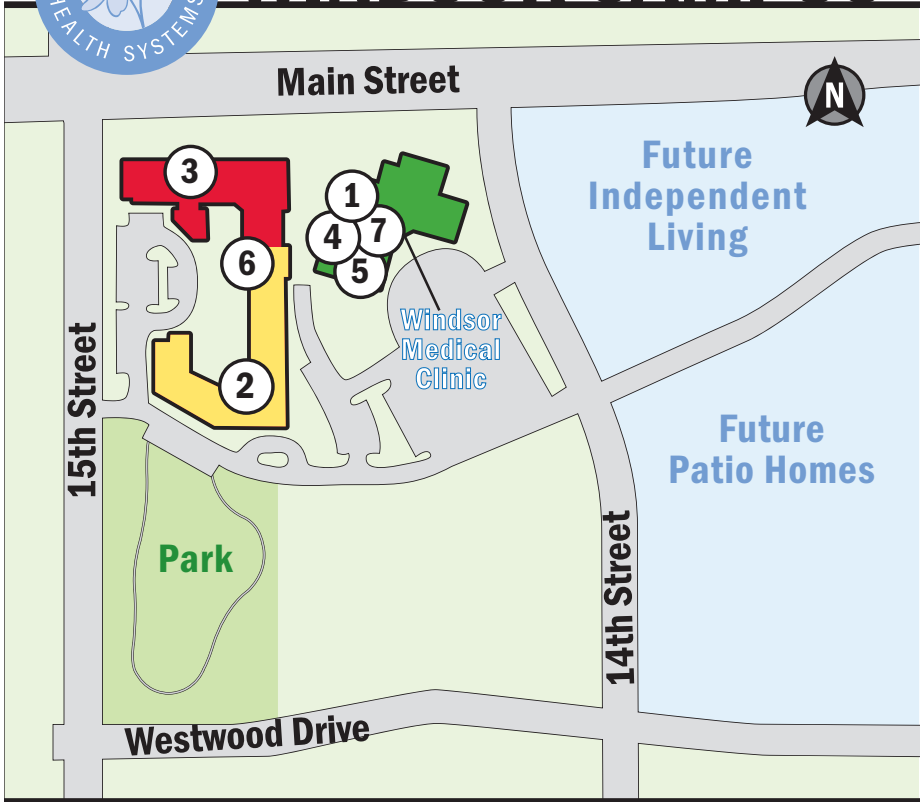 HEALTH SYSTEMS
Main Street
N
Future
Independent
Living
3
1
4
7
6
5
Windsor
Medical
Clinic
2
15th Street
Future
Patio Homes
Park
14th Street
Westwood Drive